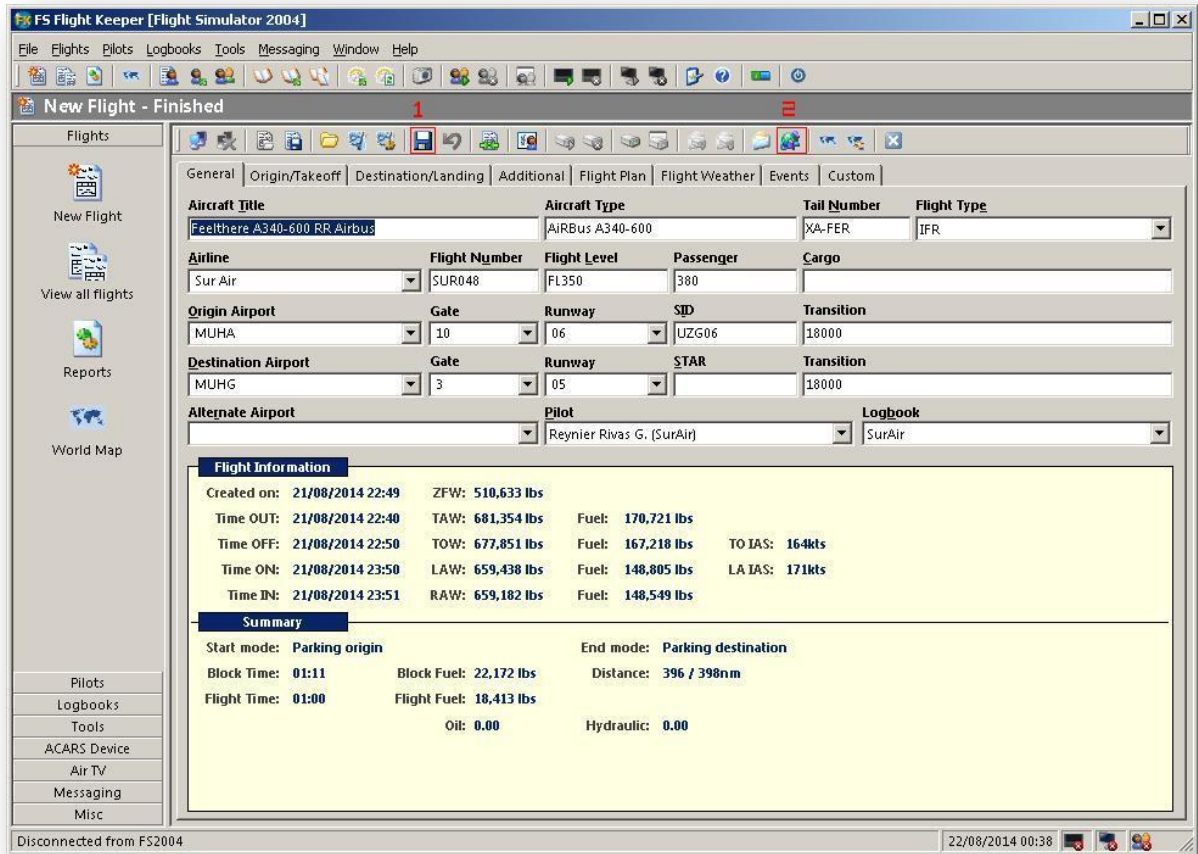 FS Flight Keeper [Flight Simulator 2004]
File Flights Pilots Logbooks Tools Messaging Window Help
New Flight - Finished
1 2
Flights
New Flight
View all flights
Reports
World Map
Pilots
Logbooks
Tools
ACARS Device
Air TV
Messaging
Misc
General Origin/Takeoff Destination/Landing Additional Flight Plan Flight Weather Events Custom
Aircraft Title Aircraft Type Tail Number Flight Type
Feelthere A340-600 RR Airbus AiRBus A340-600 XA-FER IFR
Airline Flight Number Flight Level Passenger Cargo
Sur Air SUR048 FL350 380
Origin Airport Gate Runway SID Transition
MUHA 10 06 UZG06 18000
Destination Airport Gate Runway STAR Transition
MUHG 3 05 18000
Alternate Airport Pilot Logbook
Reynier Rivas G. (SurAir) SurAir
Flight Information
Created on: 21/08/2014 22:49 ZFW: 510,633 lbs
Time OUT: 21/08/2014 22:40 TAW: 681,354 lbs Fuel: 170,721 lbs
Time OFF: 21/08/2014 22:50 TOW: 677,851 lbs Fuel: 167,218 lbs TO IAS: 164kts
Time ON: 21/08/2014 23:50 LAW: 659,438 lbs Fuel: 148,805 lbs LA IAS: 171kts
Time IN: 21/08/2014 23:51 RAW: 659,182 lbs Fuel: 148,549 lbs
Summary
Start mode: Parking origin End mode: Parking destination
Block Time: 01:11 Block Fuel: 22,172 lbs Distance: 396 / 398nm
Flight Time: 01:00 Flight Fuel: 18,413 lbs
Oil: 0.00 Hydraulic: 0.00
Disconnected from FS2004 22/08/2014 00:38